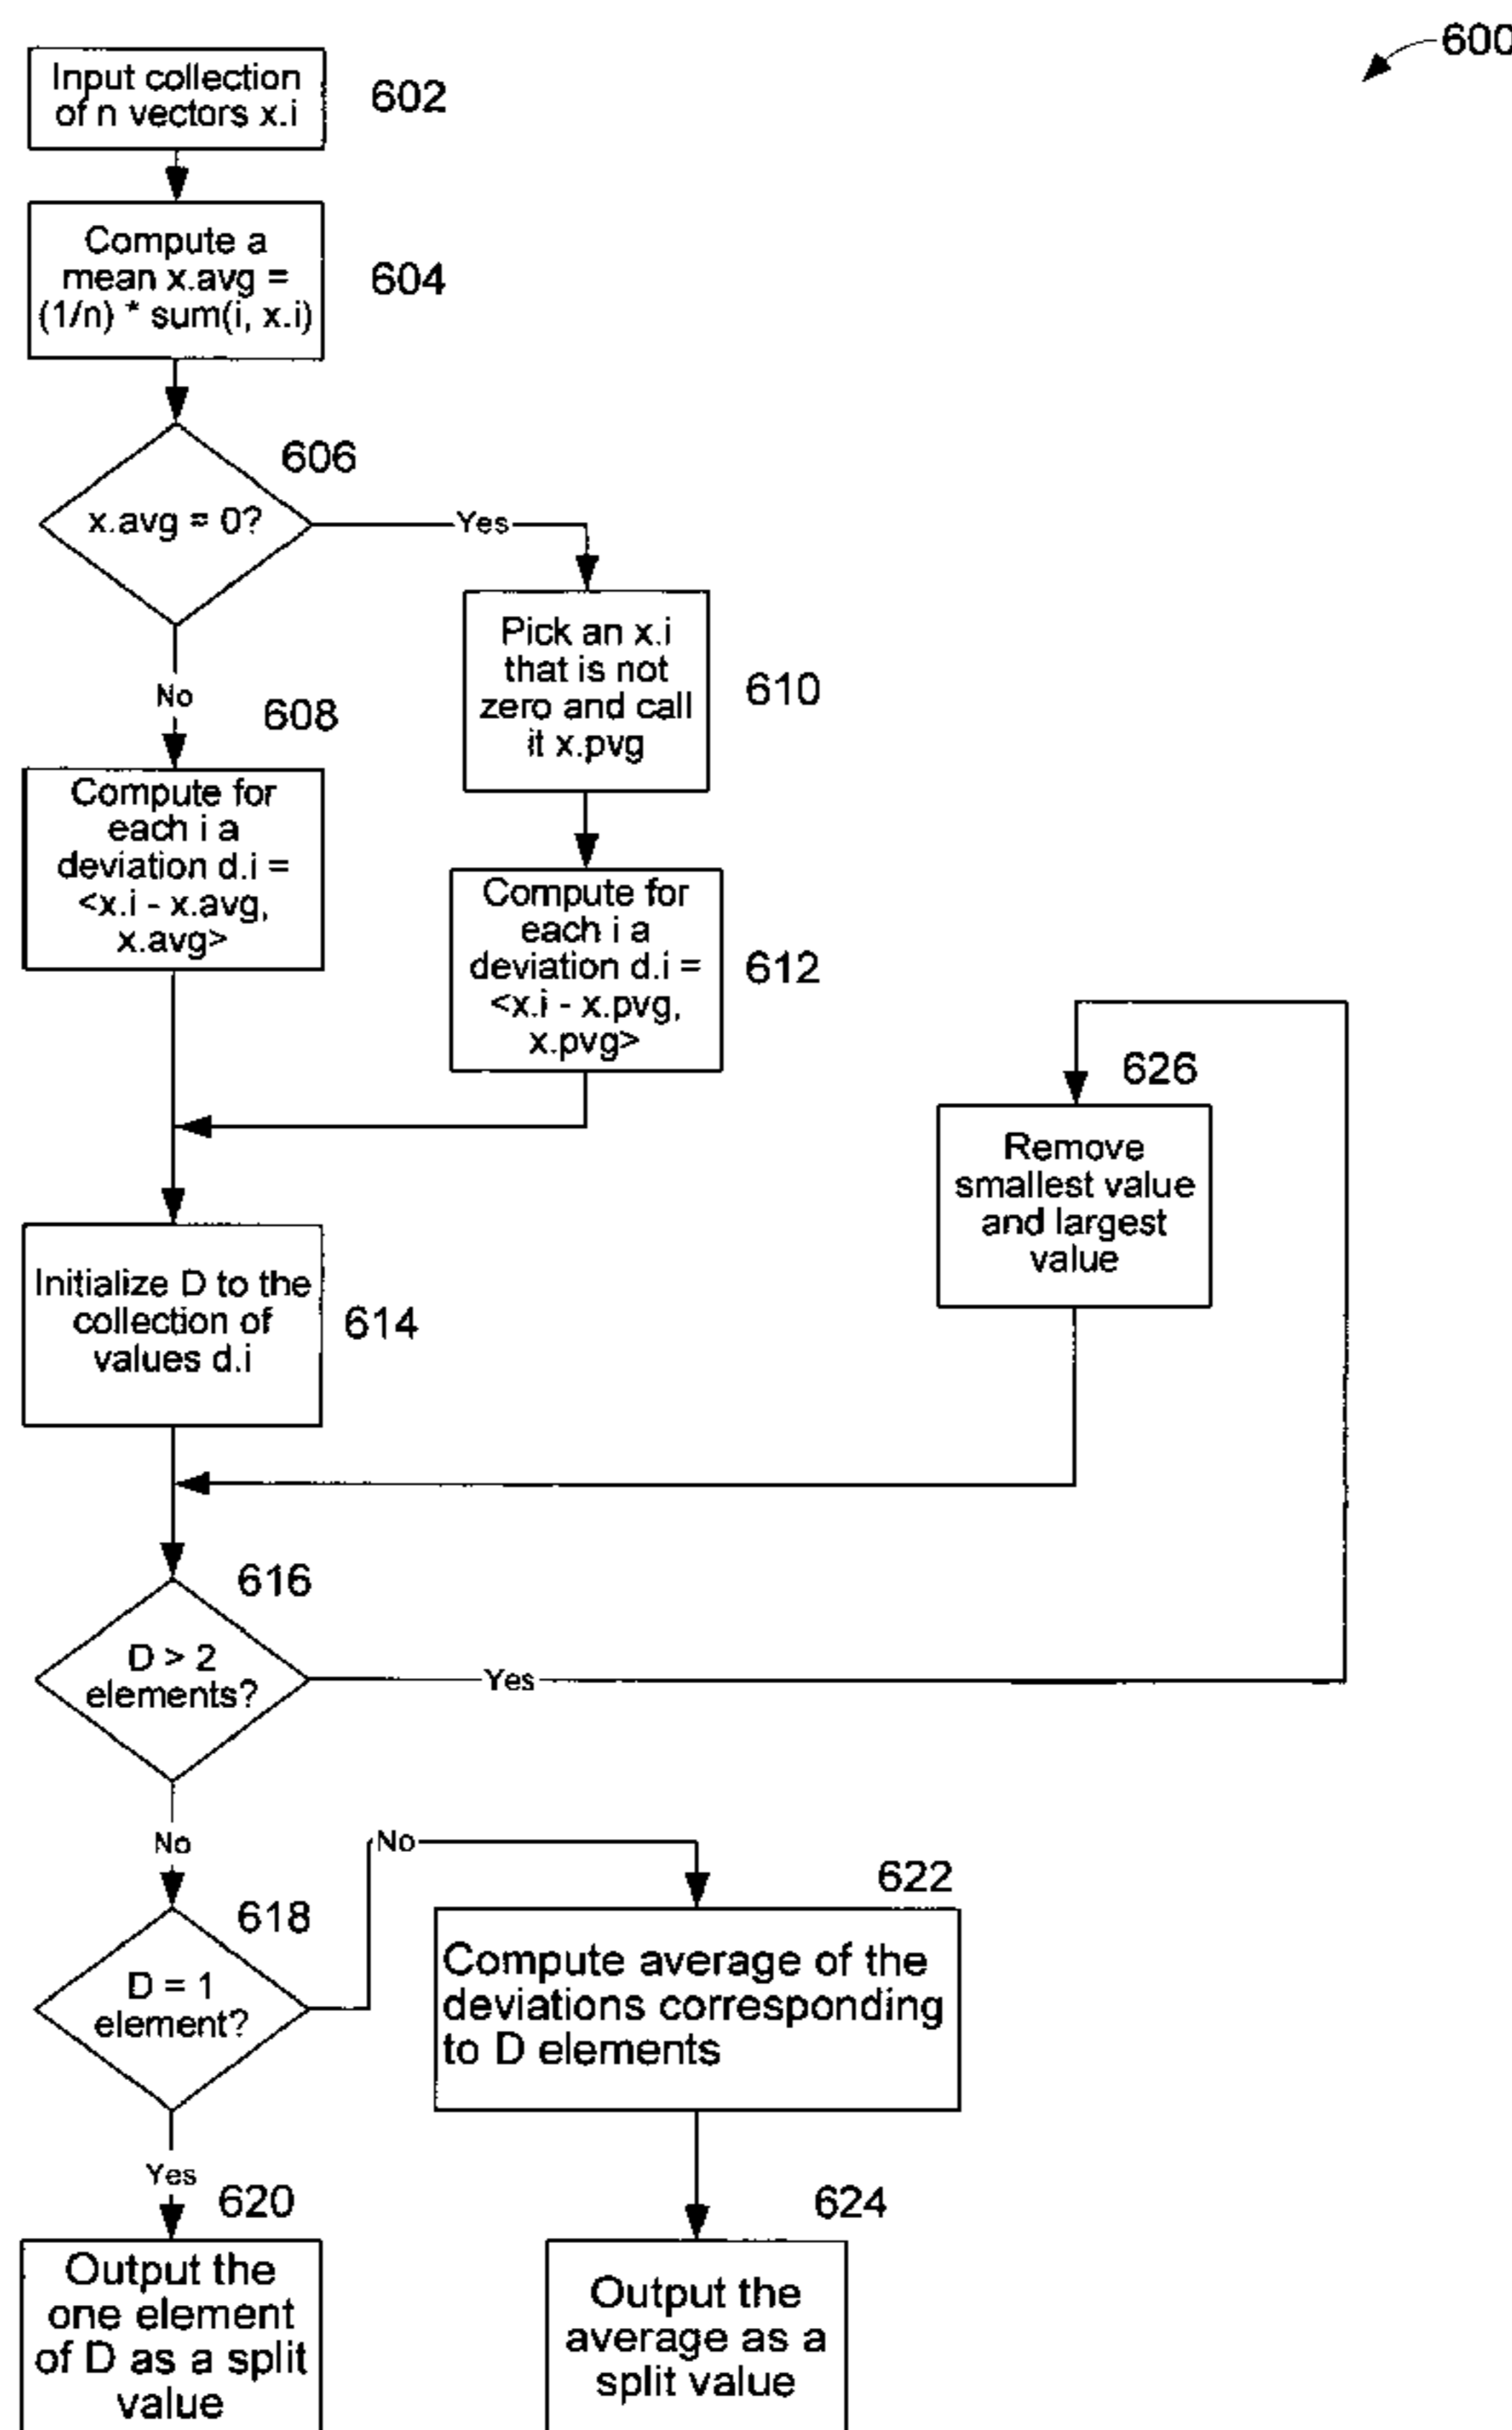 600
Input collection
of n vectors x.i
602
Compute a
mean x.avg =
(1/n) * sum(i, x.i)
604
606
x.avg = 0?
Yes
No
Pick an x.i
that is not
zero and call
it x.pvg
610
608
Compute for
each i a
deviation d.i =
<x.i - x.avg,
x.avg>
Compute for
each i a
deviation d.i =
<x.i - x.pvg,
x.pvg>
612
626
Remove
smallest value
and largest
value
Initialize D to the
collection of
values d.i
614
616
D > 2
elements?
Yes
No
618
D = 1
element?
No
622
Compute average of the
deviations corresponding
to D elements
Yes
620
Output the
one element
of D as a split
value
624
Output the
average as a
split value